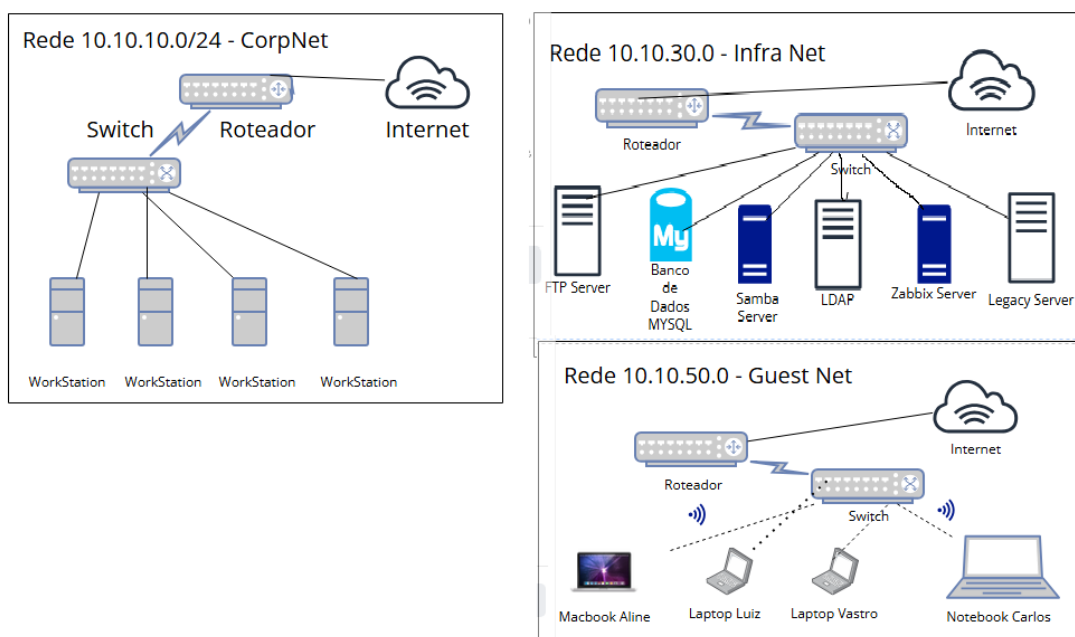 Rede 10.10.10.0/24 - CorpNet
Switch
Roteador
Internet
WorkStation
WorkStation
WorkStation
WorkStation
Rede 10.10.30.0 - Infra Net
Roteador
Internet
Switch
My
FTP Server
Banco
de
Dados
MYSQL
Samba
Server
LDAP
Zabbix Server
Legacy Server
Rede 10.10.50.0 - Guest Net
Internet
Roteador
Switch
Macbook Aline
Laptop Luiz
Laptop Vastro
Notebook Carlos